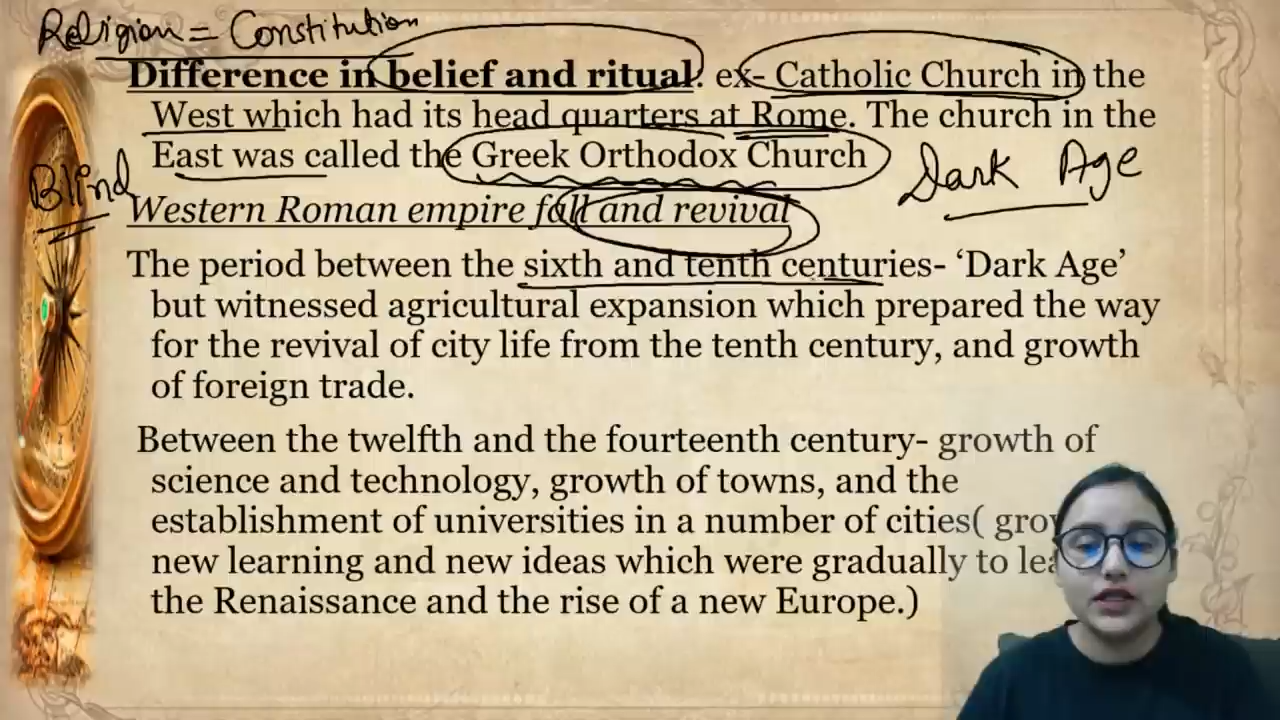 Religion = Constitution
Difference in belief and ritual. ex- Catholic Church in the
West which had its head quarters at Rome. The church in the
East was called the Greek Orthodox Church
Dark Age
Blind
Western Roman empire fall and revival
The period between the sixth and tenth centuries- ‘Dark Age’
but witnessed agricultural expansion which prepared the way
for the revival of city life from the tenth century, and growth
of foreign trade.
Between the twelfth and the fourteenth century- growth of
science and technology, growth of towns, and the
establishment of universities in a number of cities(
new learning and new ideas which were gradually to
the Renaissance and the rise of a new Europe.)